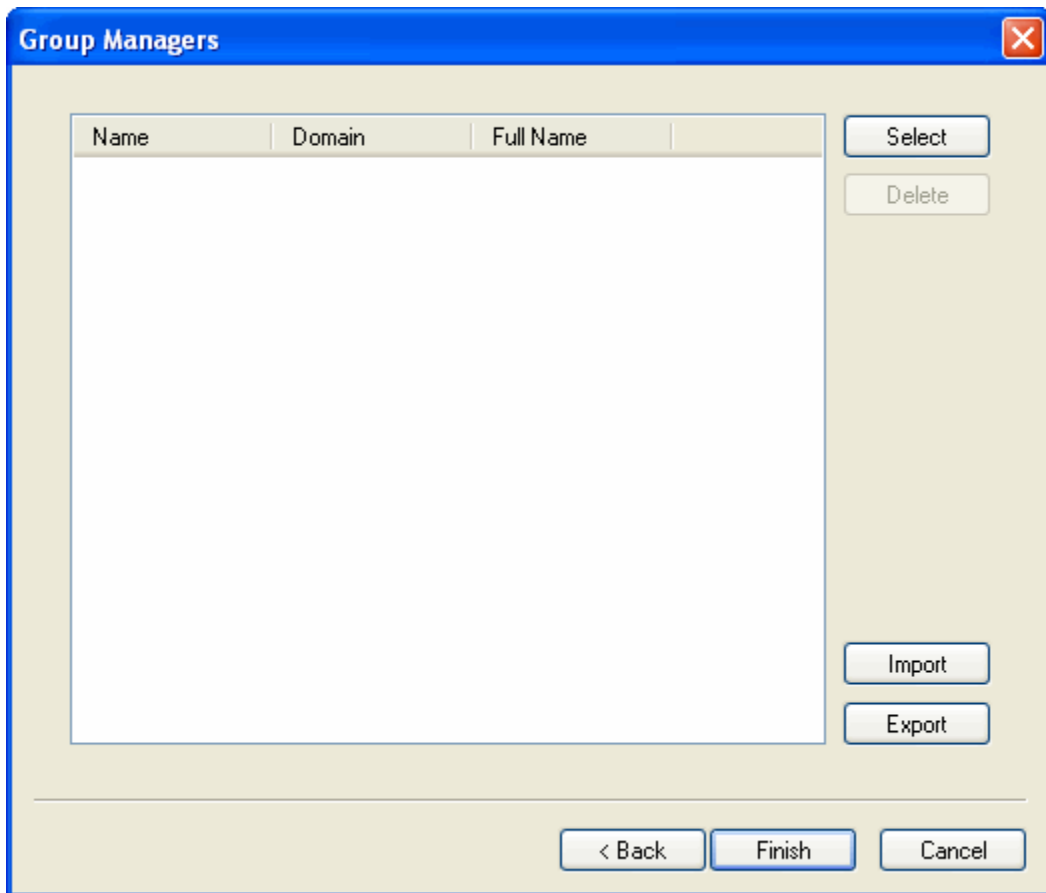 Group Managers
Name Domain Full Name
Select
Delete
Import
Export
< Back Finish Cancel